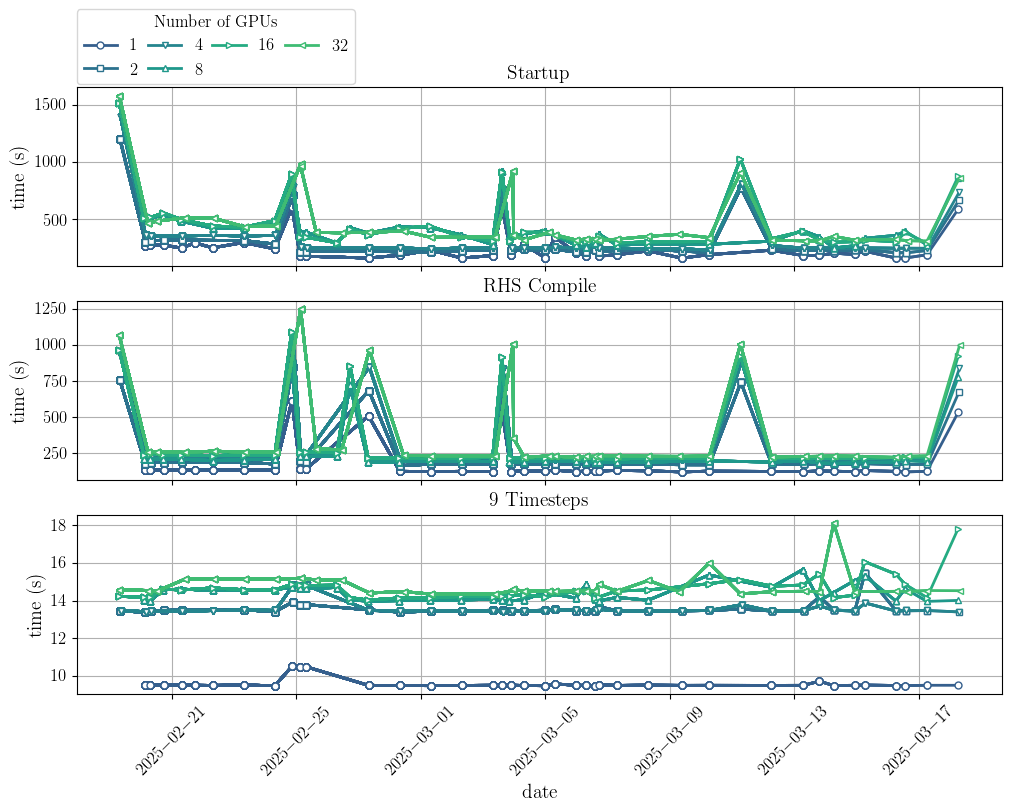 Number of GPUs
1 4 16 32
2 8
Startup
time (s)
1500
1000
500
RHS Compile
time (s)
1250
1000
750
500
250
9 Timesteps
time (s)
18
16
14
12
10
2025−02−21
2025−02−25
2025−03−01
2025−03−05
2025−03−09
2025−03−13
2025−03−17
date